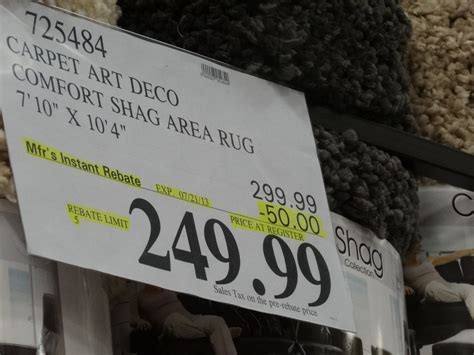 725484
CARPET ART DECO
COMFORT SHAG AREA RUG
7'10" X 10'4"
Mfr's Instant Rebate
EXP. 07/21/13
299.99
-50.00
REBATE LIMIT
5
PRICE AT REGISTER
249.99
Sales Tax on the pre-rebate price
Shag
Collection